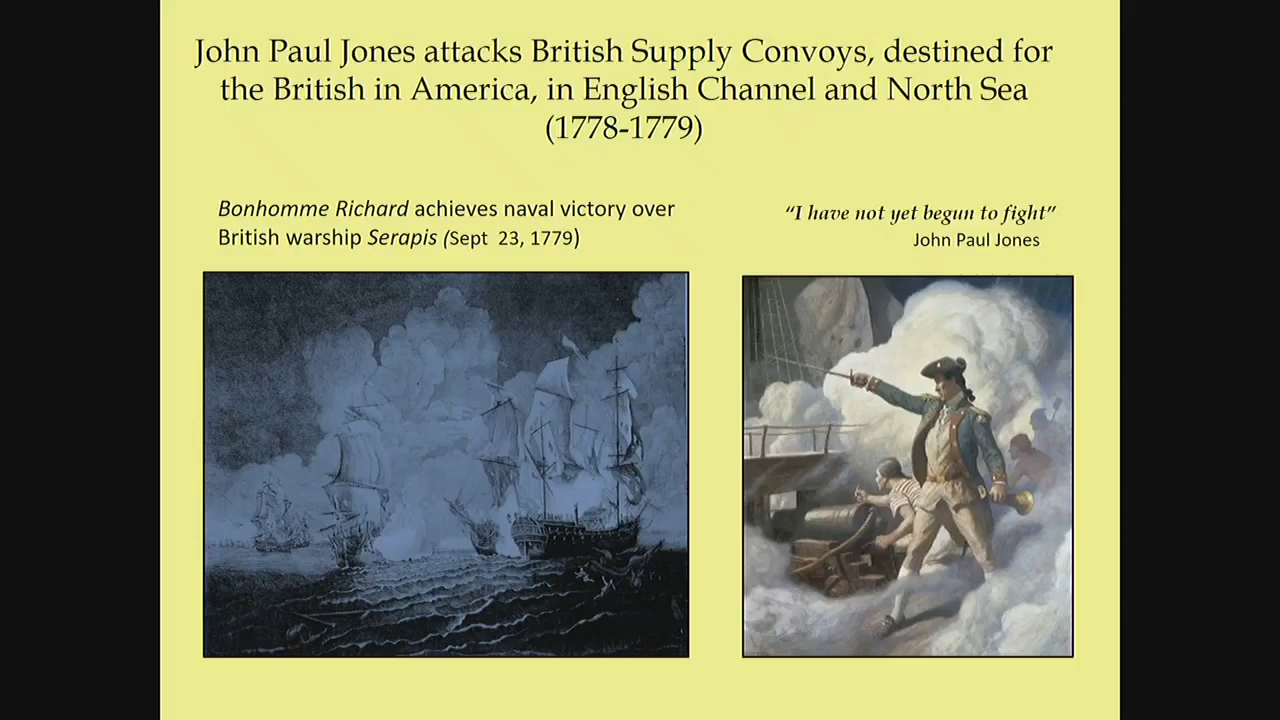 John Paul Jones attacks British Supply Convoys, destined for
the British in America, in English Channel and North Sea
(1778-1779)
Bonhomme Richard achieves naval victory over
British warship Serapis (Sept 23, 1779)
“I have not yet begun to fight”
John Paul Jones